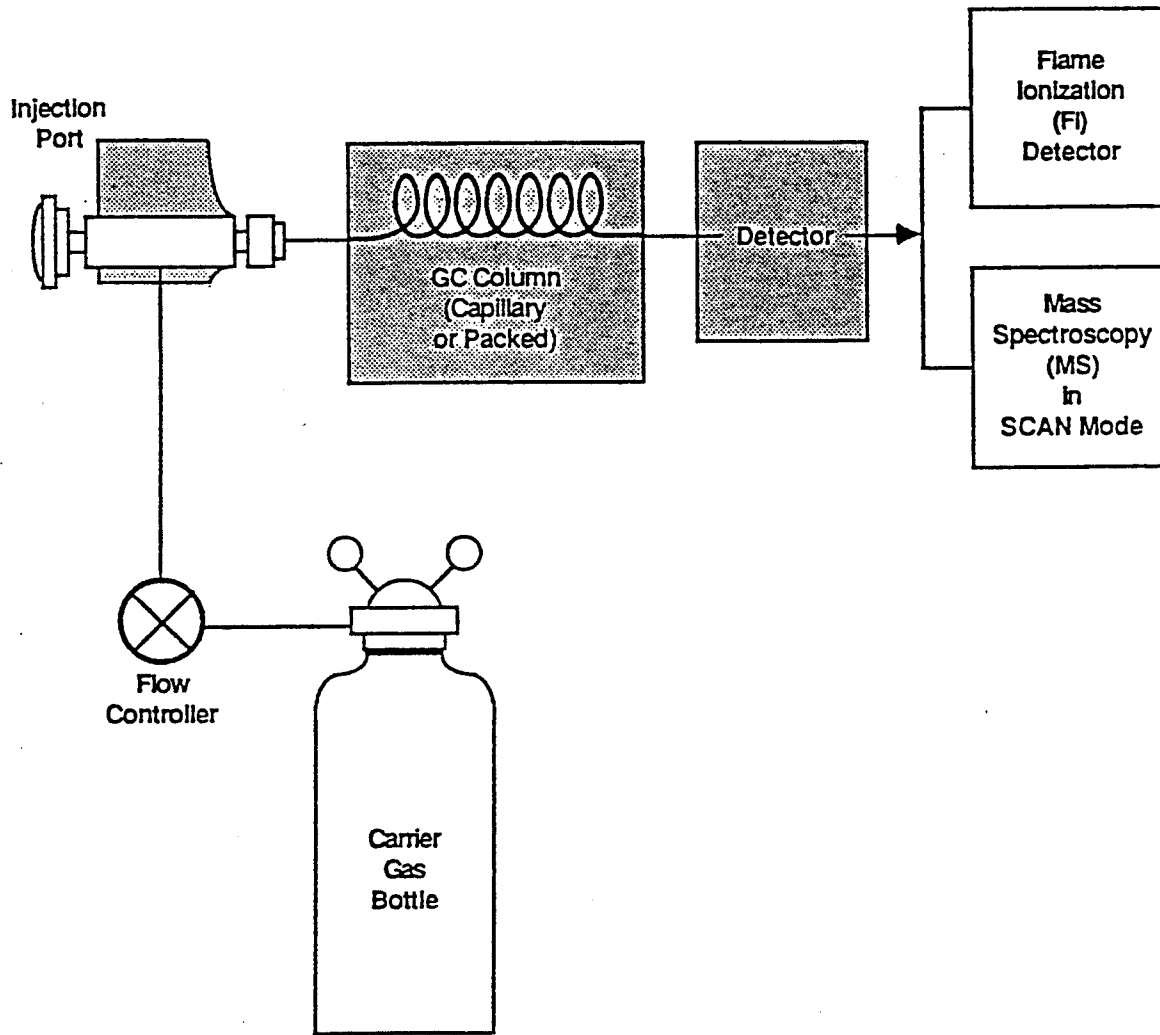 Injection
Port
GC Column
(Capillary
or Packed)
Detector
Flame
Ionization
(FI)
Detector
Mass
Spectroscopy
(MS)
in
SCAN Mode
Flow
Controller
Carrier
Gas
Bottle